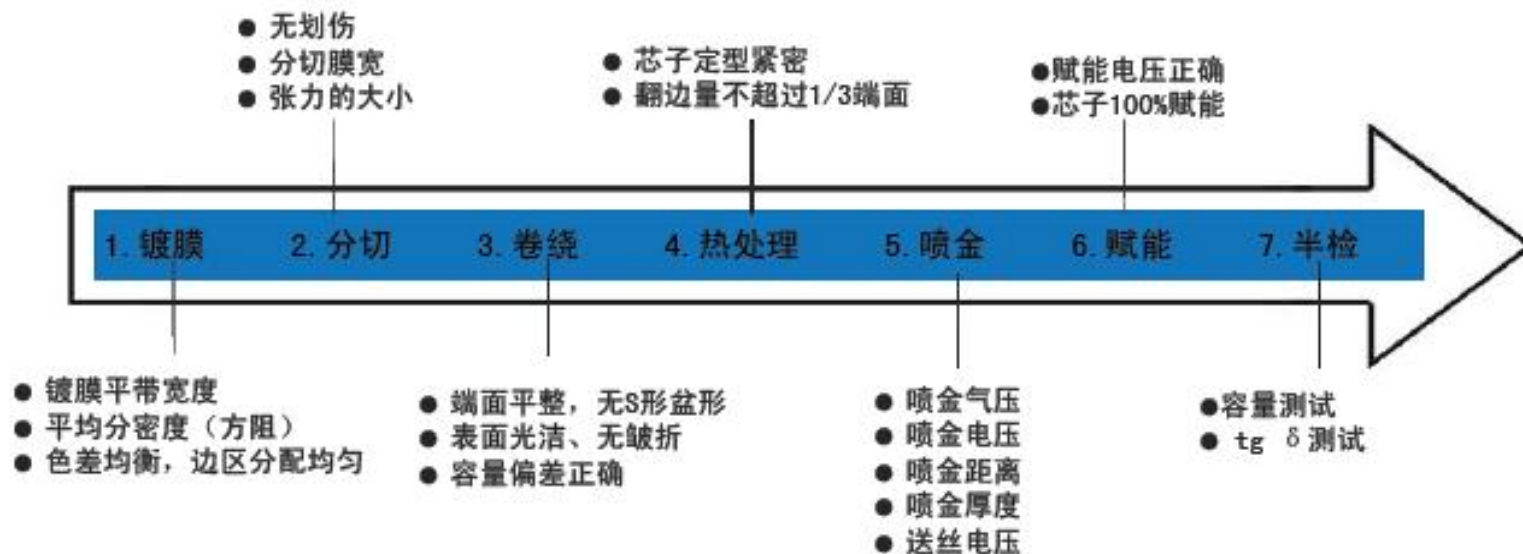 ● 无划伤
● 分切膜宽
● 张力的大小
● 芯子定型紧密
● 翻边量不超过1/3端面
●赋能电压正确
●芯子100%赋能
1. 镀膜
2. 分切
3. 卷绕
4. 热处理
5. 喷金
6. 赋能
7. 半检
● 镀膜平带宽度
● 平均分密度（方阻）
● 色差均衡，边区分配均匀
● 端面平整，无S形盆形
● 表面光洁、无皱折
● 容量偏差正确
● 喷金气压
● 喷金电压
● 喷金距离
● 喷金厚度
● 送丝电压
●容量测试
● tg δ测试